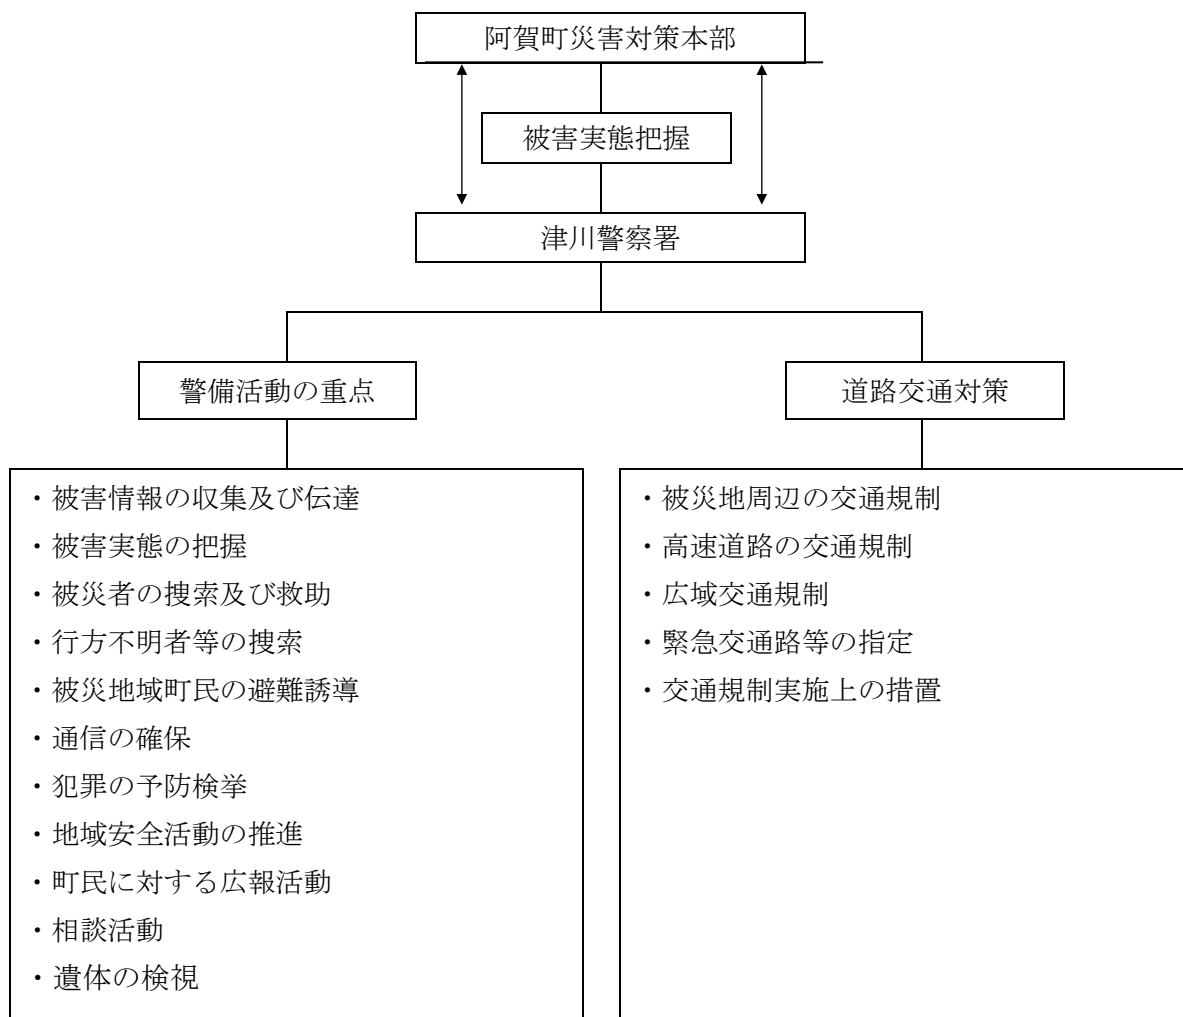 阿賀町災害対策本部
被害実態把握
津川警察署
警備活動の重点
道路交通対策
・被害情報の収集及び伝達
・被害実態の把握
・被災者の捜索及び救助
・行方不明者等の捜索
・被災地域町民の避難誘導
・通信の確保
・犯罪の予防検挙
・地域安全活動の推進
・町民に対する広報活動
・相談活動
・遺体の検視
・被災地周辺の交通規制
・高速道路の交通規制
・広域交通規制
・緊急交通路等の指定
・交通規制実施上の措置